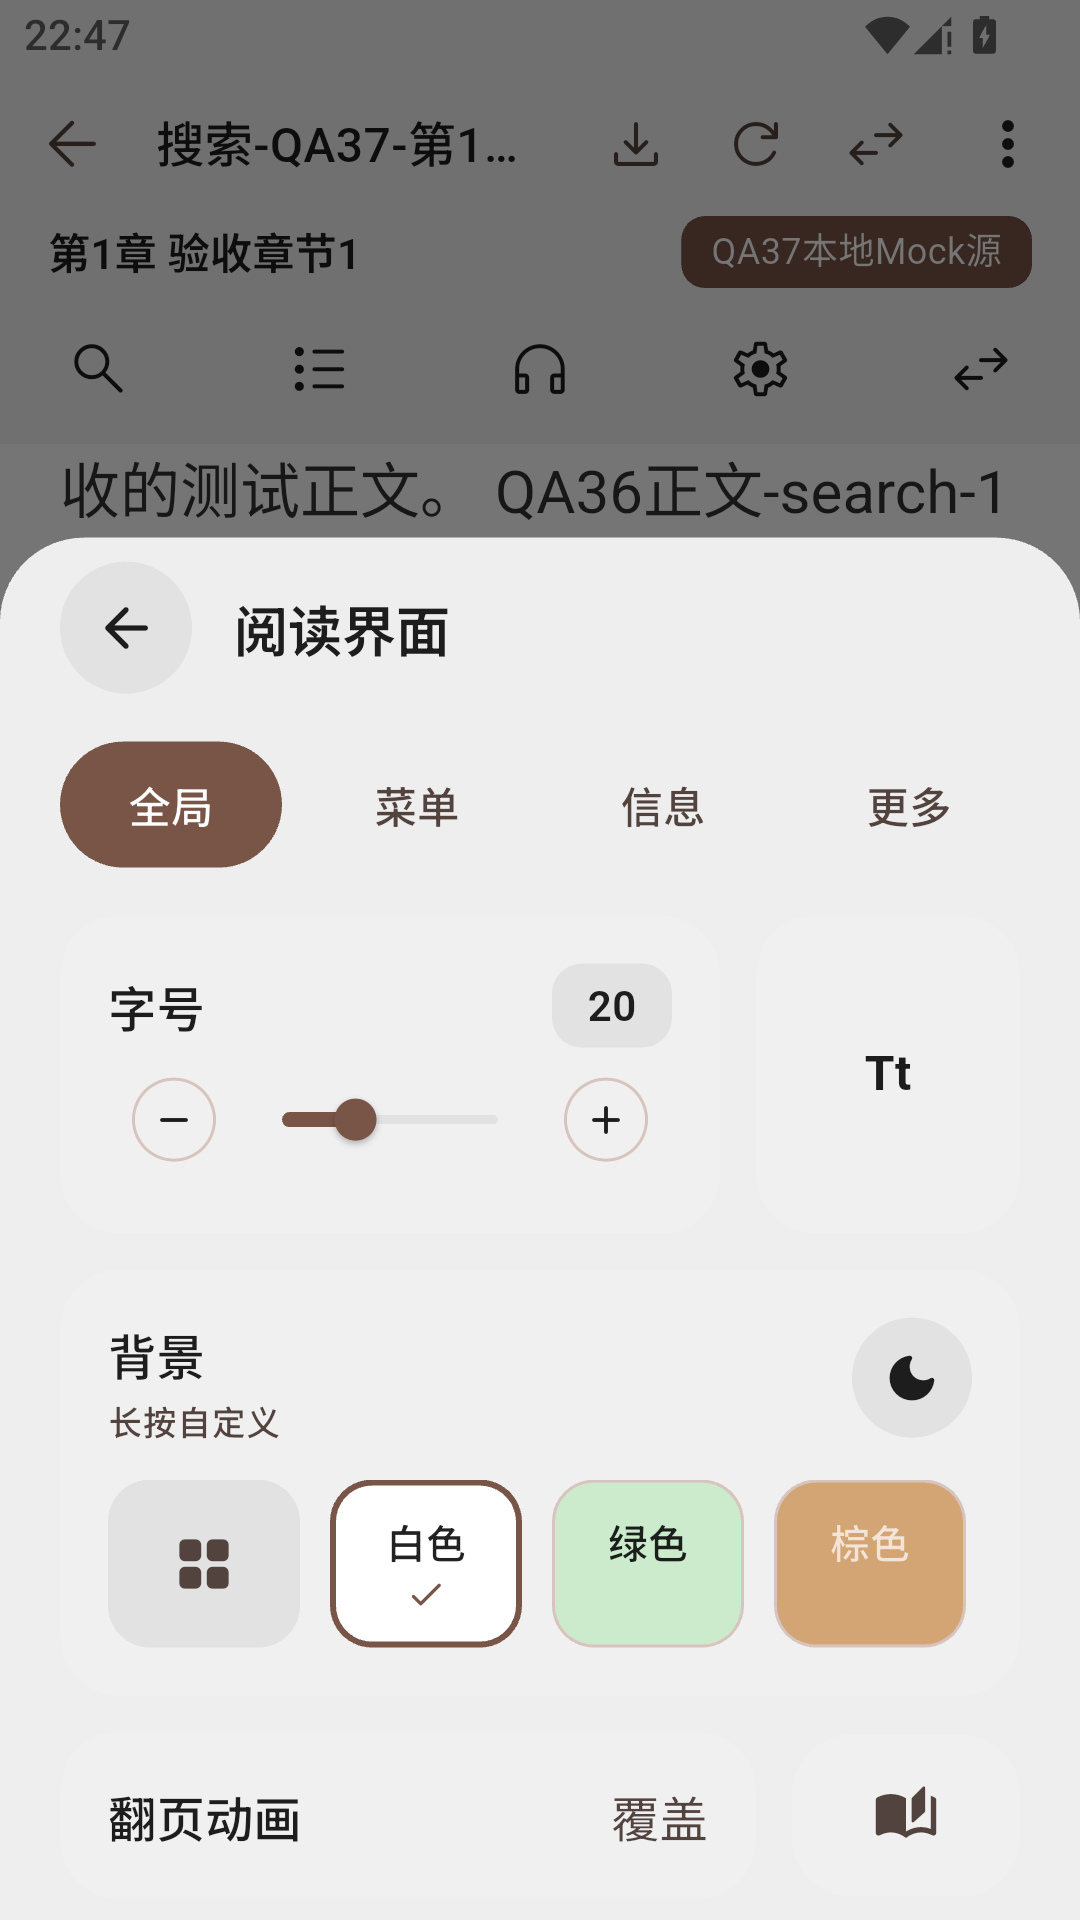 22:47
搜索-QA37-第1…
第1章 验收章节1
QA37本地Mock源
收的测试正文。 QA36正文-search-1
阅读界面
全局
菜单
信息
更多
字号
20
Tt
背景
长按自定义
白色
绿色
棕色
翻页动画
覆盖